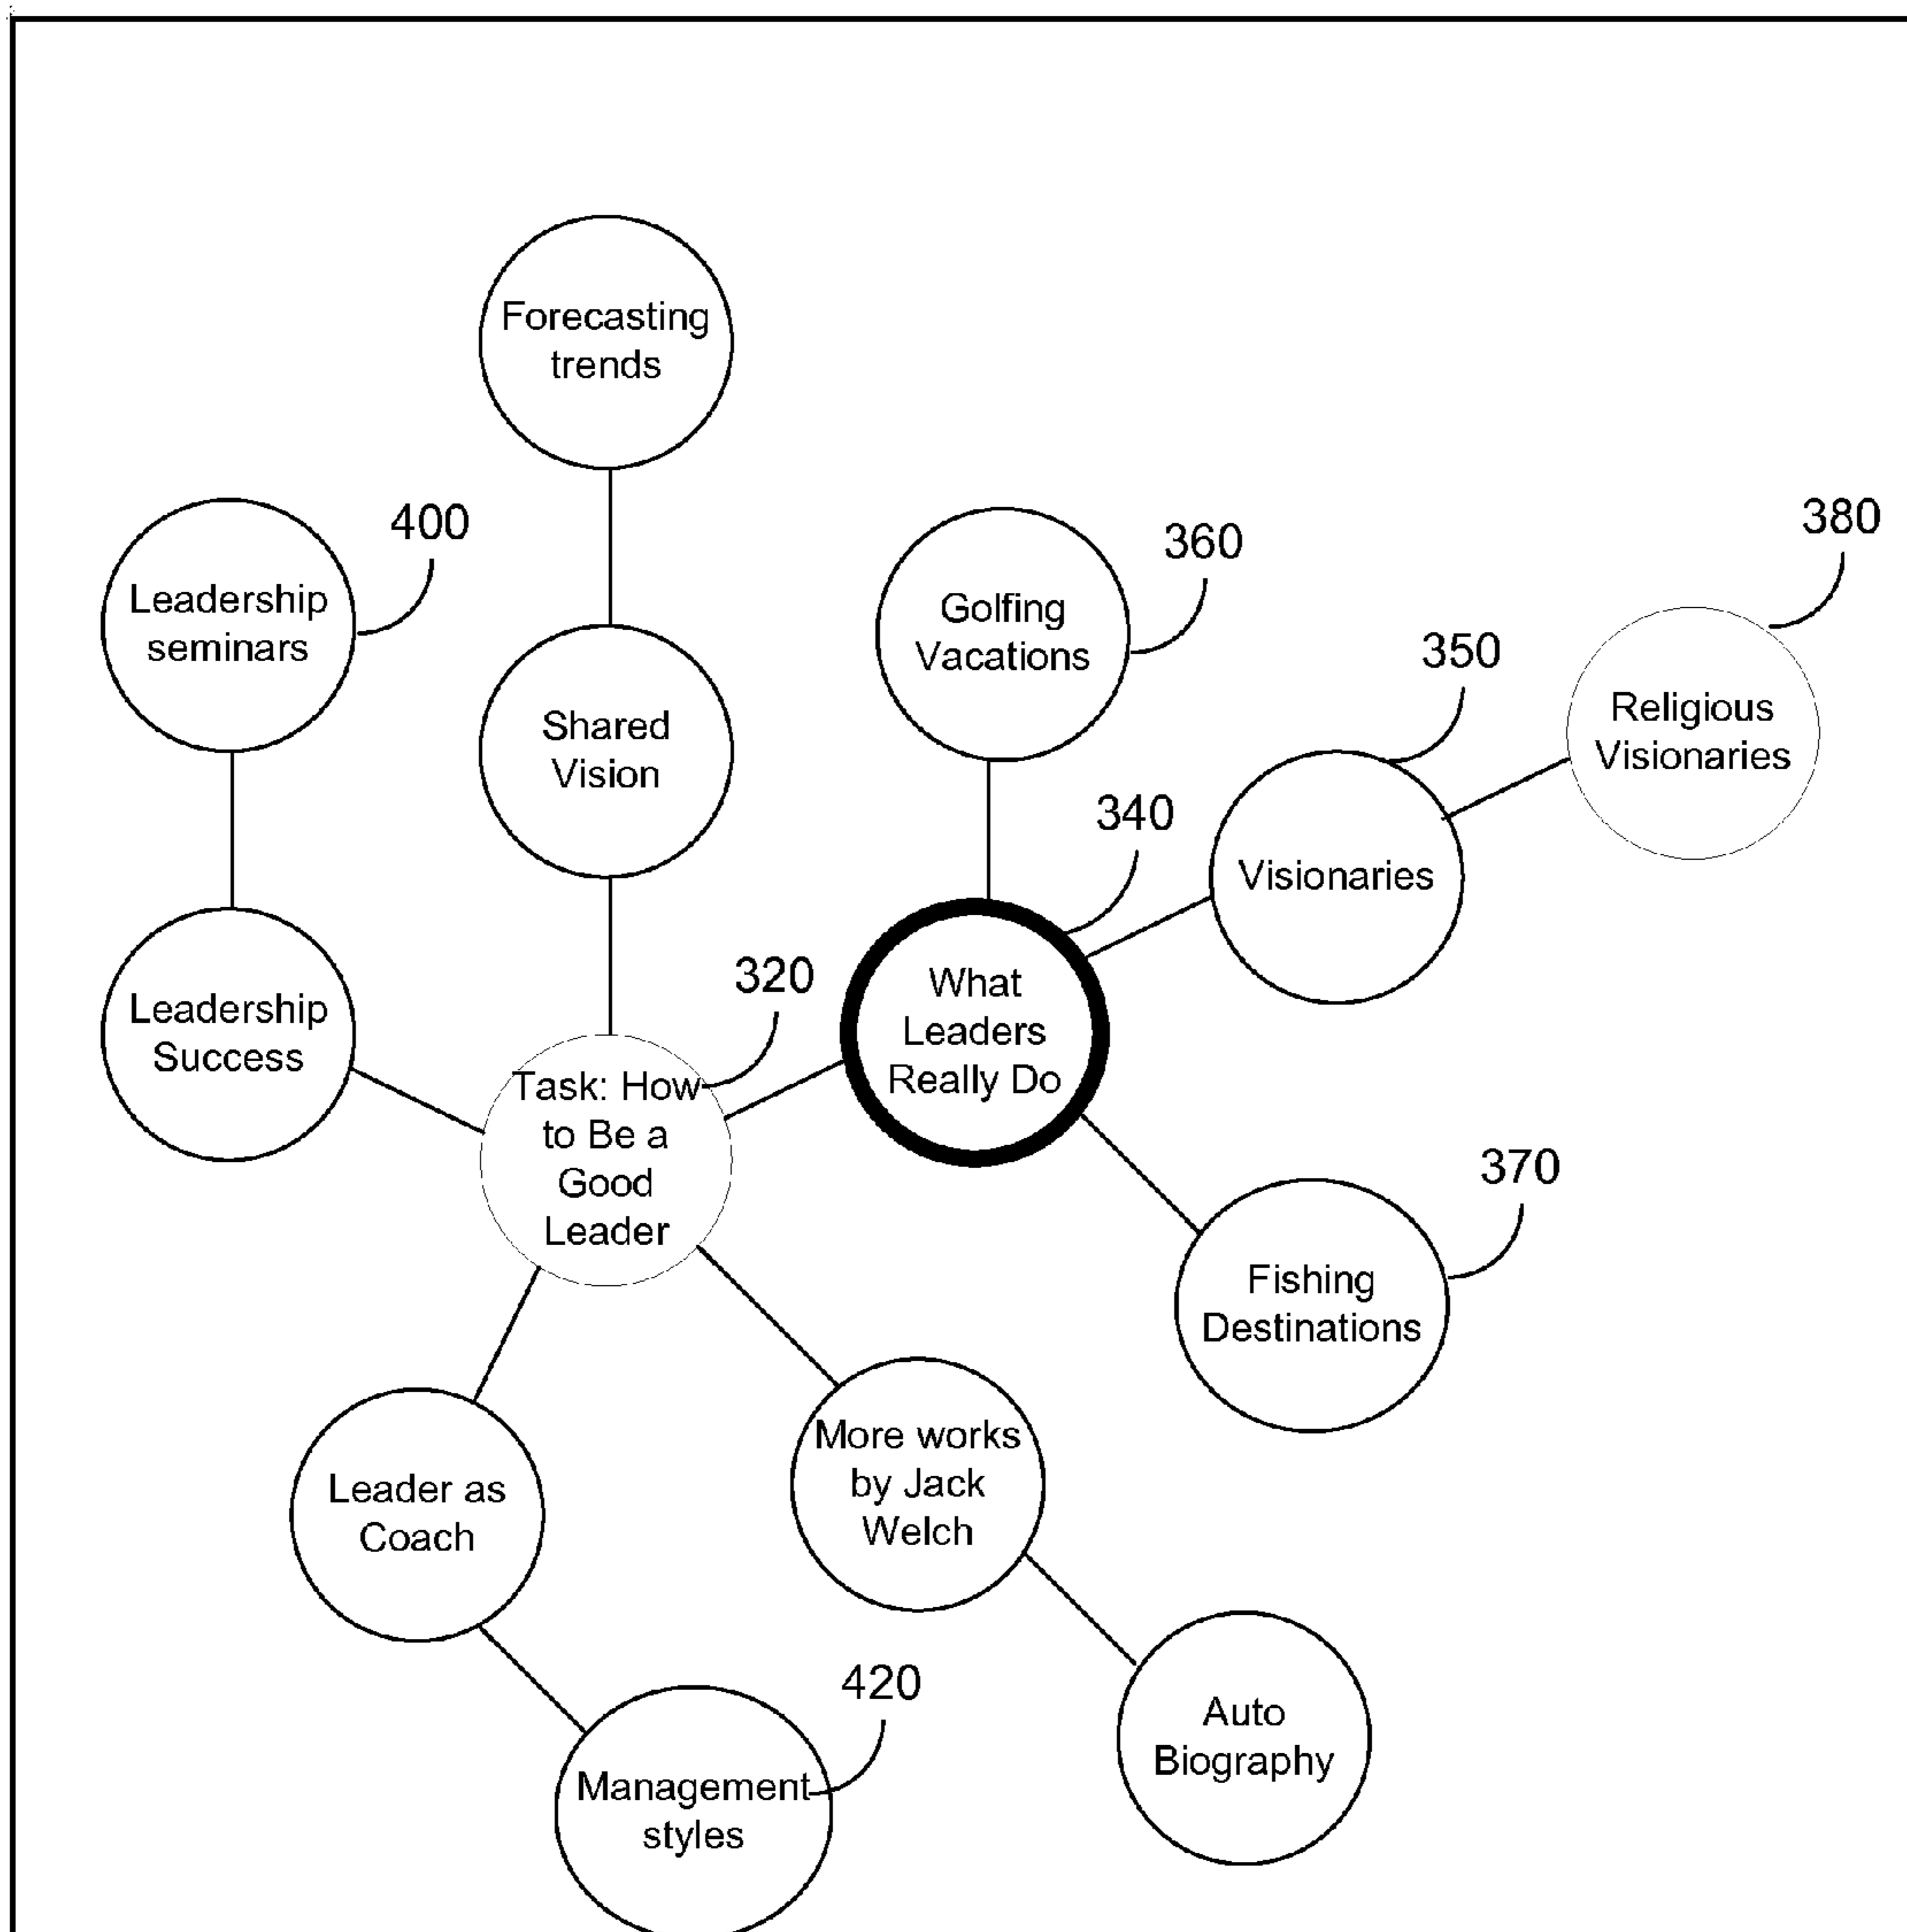 Forecasting
trends
400
Leadership
seminars
360
Golfing
Vacations
380
Religious
Visionaries
350
Visionaries
Shared
Vision
340
What
Leaders
Really Do
320
Task: How
to Be a
Good
Leader
Leadership
Success
370
Fishing
Destinations
Leader as
Coach
More works
by Jack
Welch
420
Management
styles
Auto
Biography